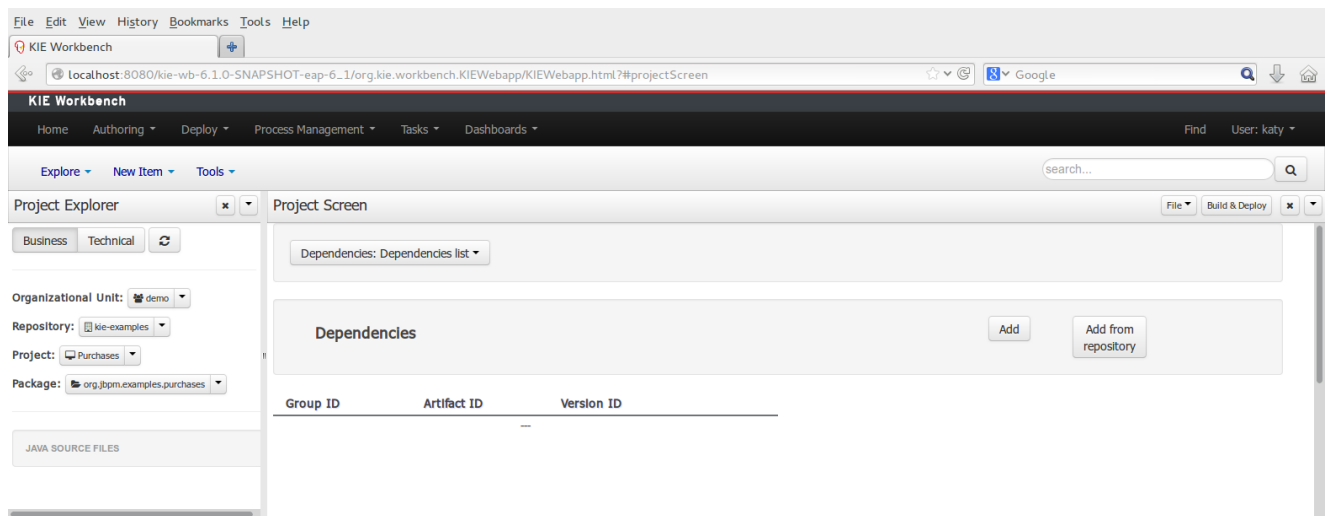 File Edit View History Bookmarks Tools Help
KIE Workbench
localhost:8080/kie-wb-6.1.0-SNAPSHOT-eap-6_1/org.kie.workbench.KIEWebapp/KIEWebapp.html?#projectScreen
Google
KIE Workbench
Home Authoring Deploy Process Management Tasks Dashboards Find User: katy
Explore New Item Tools search...
Project Explorer
Project Screen File Build & Deploy
Business Technical
Dependencies: Dependencies list
Organizational Unit: demo
Repository: kie-examples
Project: Purchases
Package: org.jbpm.examples.purchases
JAVA SOURCE FILES
Dependencies Add Add from
repository
Group ID Artifact ID Version ID
---